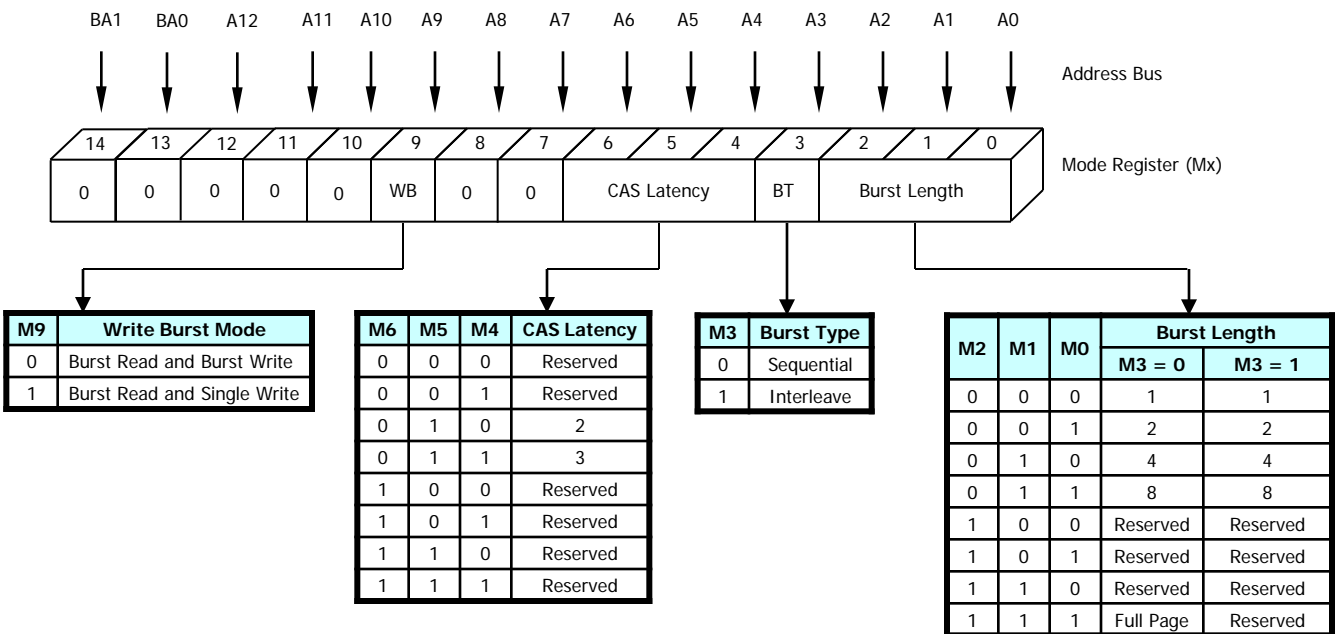 BA1 BA0 A12 A11 A10 A9 A8 A7 A6 A5 A4 A3 A2 A1 A0
Address Bus
14 13 12 11 10 9 8 7 6 5 4 3 2 1 0
Mode Register (Mx)
0 0 0 0 0 WB 0 0 CAS Latency BT Burst Length
M9 Write Burst Mode
0 Burst Read and Burst Write
1 Burst Read and Single Write
M6 M5 M4 CAS Latency
0 0 0 Reserved
0 0 1 Reserved
0 1 0 2
0 1 1 3
1 0 0 Reserved
1 0 1 Reserved
1 1 0 Reserved
1 1 1 Reserved
M3 Burst Type
0 Sequential
1 Interleave
M2 M1 M0 Burst Length
M3 = 0 M3 = 1
0 0 0 1 1
0 0 1 2 2
0 1 0 4 4
0 1 1 8 8
1 0 0 Reserved Reserved
1 0 1 Reserved Reserved
1 1 0 Reserved Reserved
1 1 1 Full Page Reserved